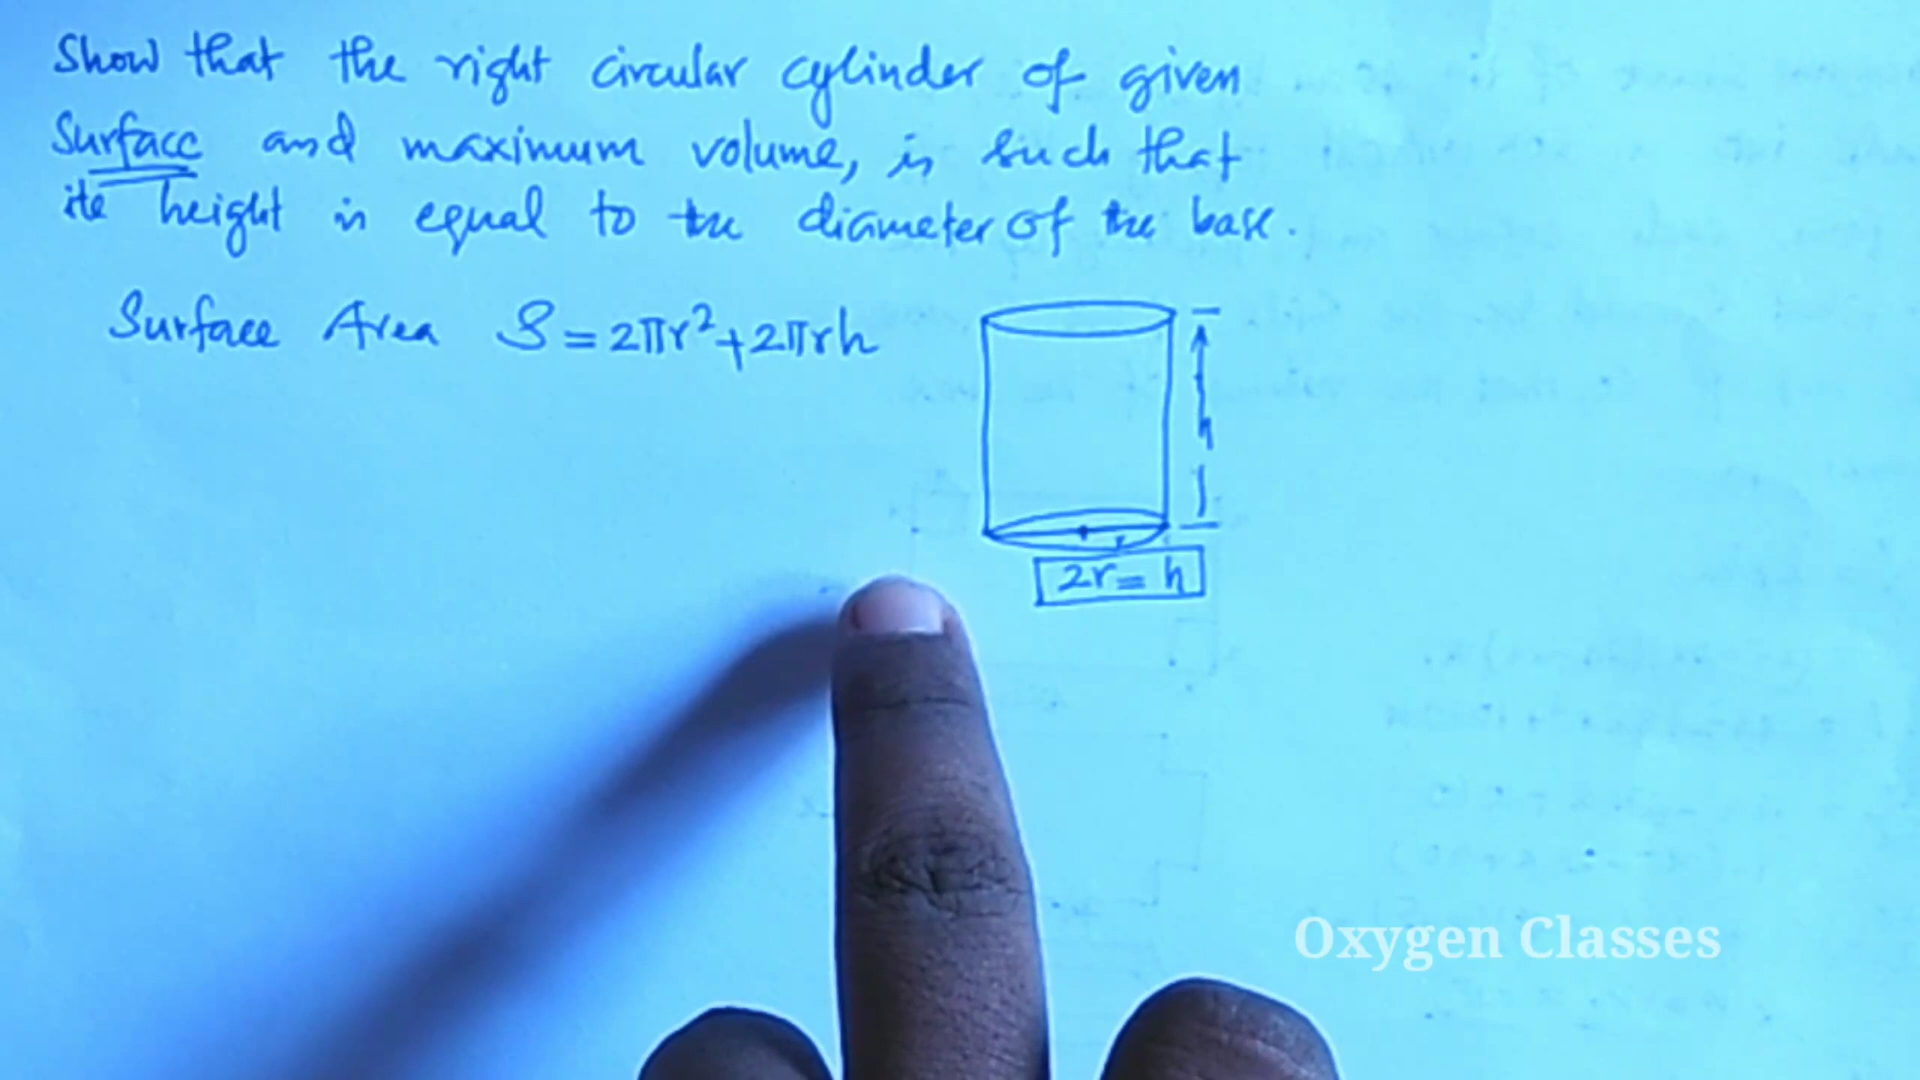 Show that the right circular cylinder of given
Surface and maximum volume, is such that
its height is equal to the diameter of the base.
Surface Area S = 2πr²+2πrh
h
r
2r = h
Oxygen Classes